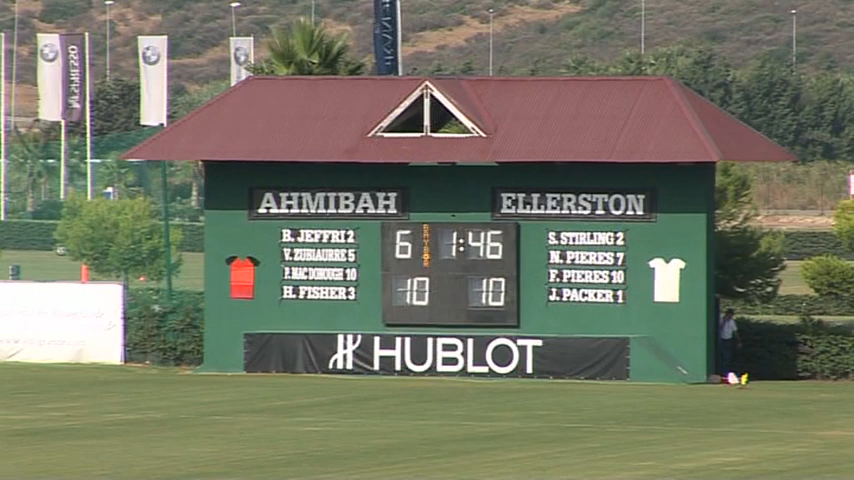 AHMIBAH
ELLERSTON
B. JEFFRI 2
V. ZUBIAURRE 5
P. MAC DONOUGH 10
H. FISHER 3
6
1:46
10
10
S. STIRLING 2
N. PIERES 7
F. PIERES 10
J. PACKER 1
HUBLOT